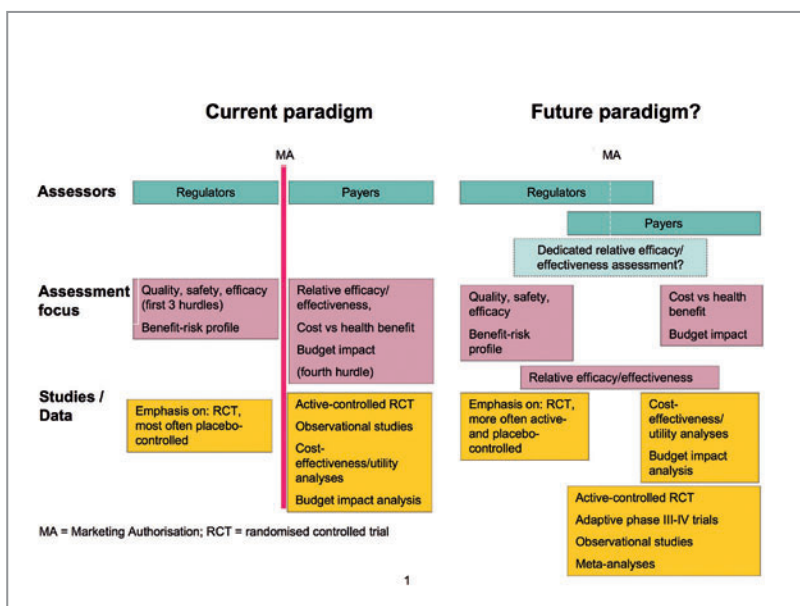 Current paradigm
Future paradigm?
MA
MA
Assessors
Regulators
Payers
Regulators
Payers
Dedicated relative efficacy/
effectiveness assessment?
Assessment
focus
Quality, safety, efficacy
(first 3 hurdles)
Benefit-risk profile
Relative efficacy/
effectiveness,
Cost vs health benefit
Budget impact
(fourth hurdle)
Quality, safety,
efficacy
Benefit-risk
profile
Cost vs health
benefit
Budget impact
Relative efficacy/effectiveness
Studies /
Data
Emphasis on: RCT,
most often placebo-
controlled
Active-controlled RCT
Observational studies
Cost-
effectiveness/utility
analyses
Budget impact analysis
Emphasis on: RCT,
more often active-
and placebo-
controlled
Cost-
effectiveness/
utility analyses
Budget impact
analysis
Active-controlled RCT
Adaptive phase III-IV trials
Observational studies
Meta-analyses
MA = Marketing Authorisation; RCT = randomised controlled trial
1